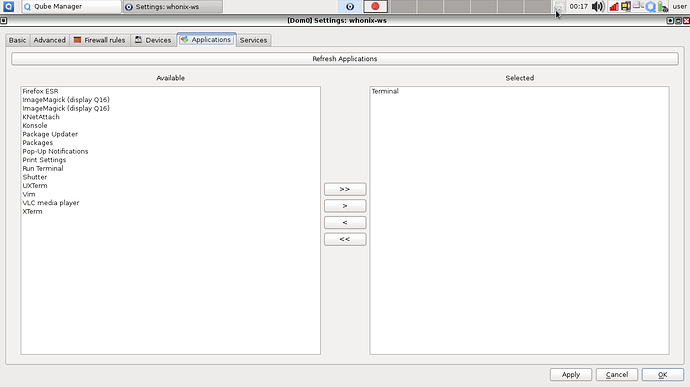 Qube Manager
Settings: whonix-ws
00:17
user
[Dom0] Settings: whonix-ws
Basic
Advanced
Firewall rules
Devices
Applications
Services
Refresh Applications
Available
Selected
Firefox ESR
ImageMagick (display Q16)
ImageMagick (display Q16)
KNetAttach
Konsole
Package Updater
Packages
Pop-Up Notifications
Print Settings
Run Terminal
Shutter
UXTerm
Vim
VLC media player
XTerm
>>
>
<
<<
Terminal
Apply
Cancel
OK